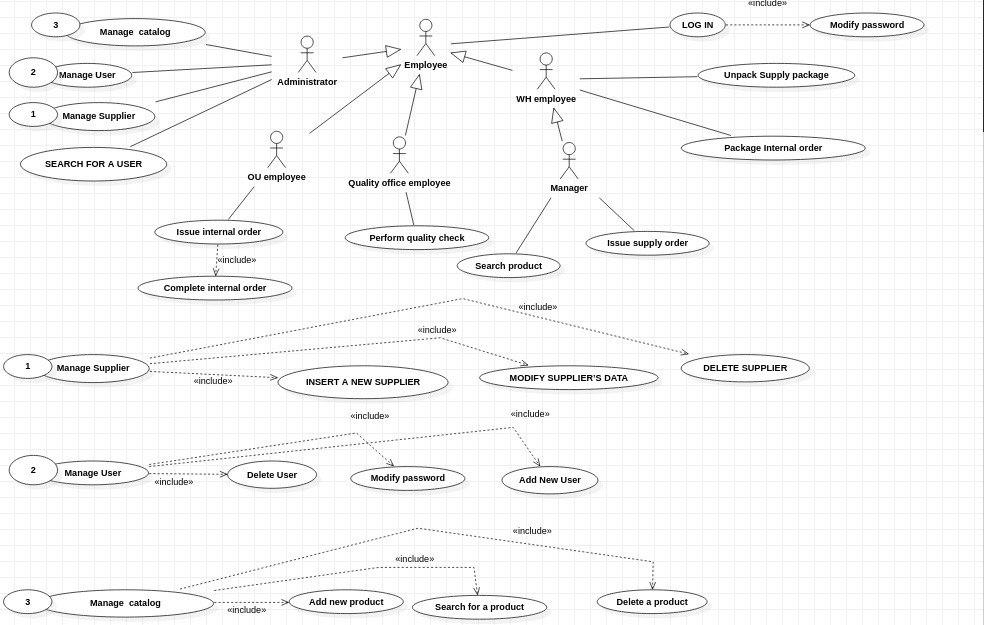 «include»
3
Manage catalog
LOG IN
Modify password
Employee
Administrator
2
Manage User
Unpack Supply package
WH employee
1
Manage Supplier
Package Internal order
SEARCH FOR A USER
OU employee
Quality office employee
Manager
Issue internal order
Perform quality check
Issue supply order
«include»
Search product
Complete internal order
«include»
«include»
1
Manage Supplier
DELETE SUPPLIER
«include»
INSERT A NEW SUPPLIER
MODIFY SUPPLIER'S DATA
«include»
«include»
2
Manage User
Delete User
Modify password
Add New User
«include»
«include»
«include»
3
Manage catalog
Add new product
Search for a product
Delete a product
«include»